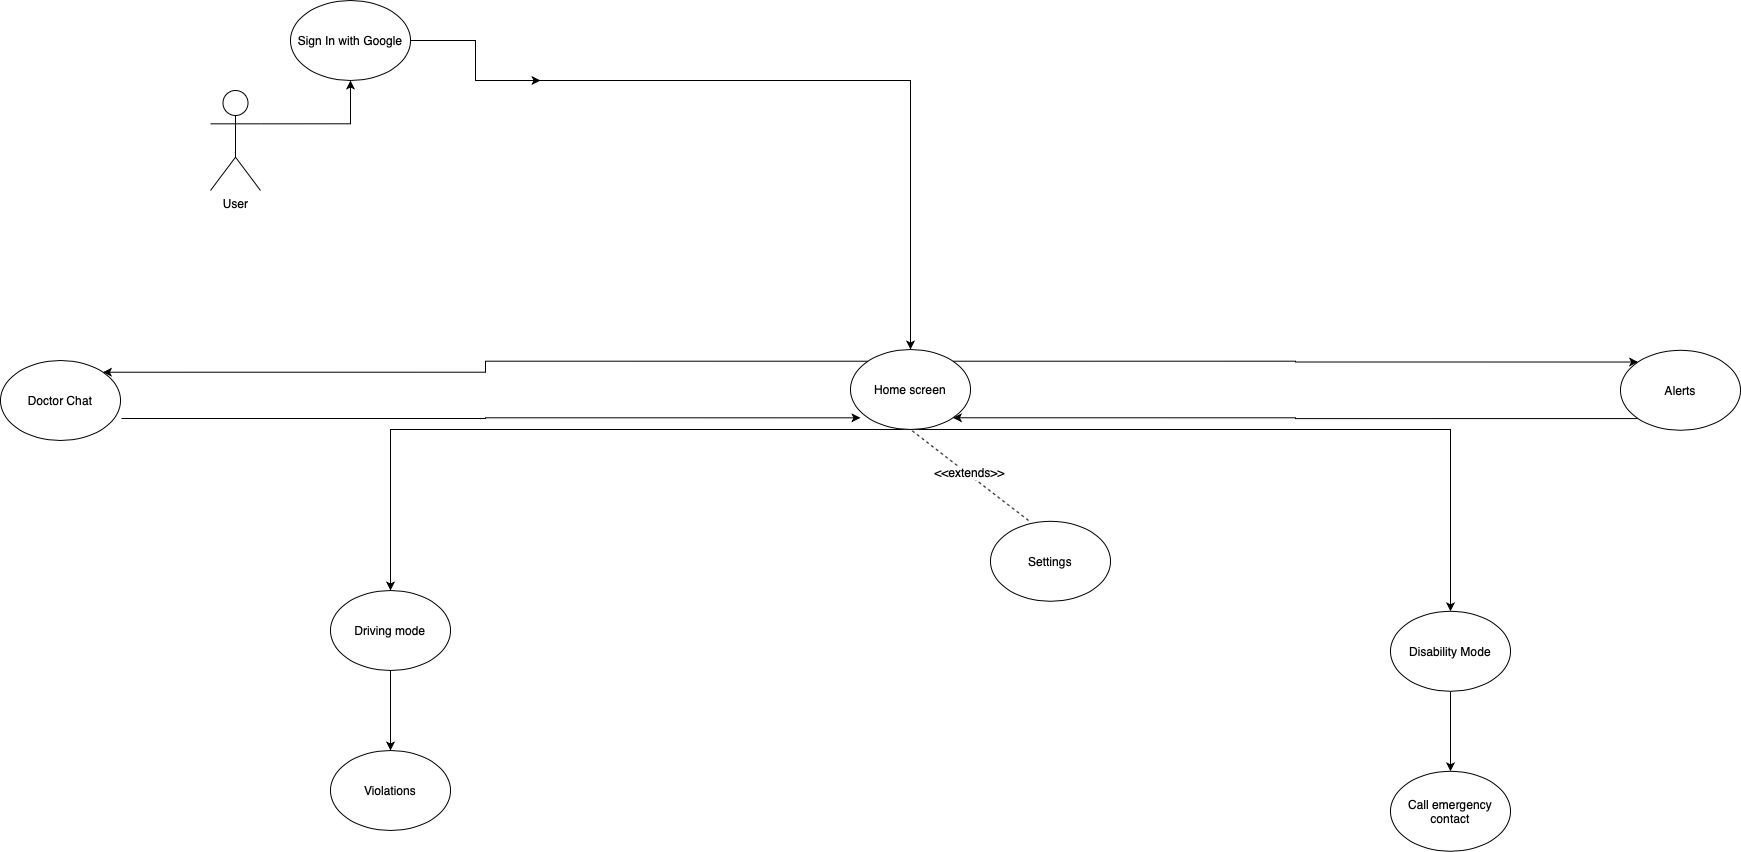 Sign In with Google
User
Home screen
Doctor Chat
Alerts
<<extends>>
Settings
Driving mode
Disability Mode
Violations
Call emergency
contact